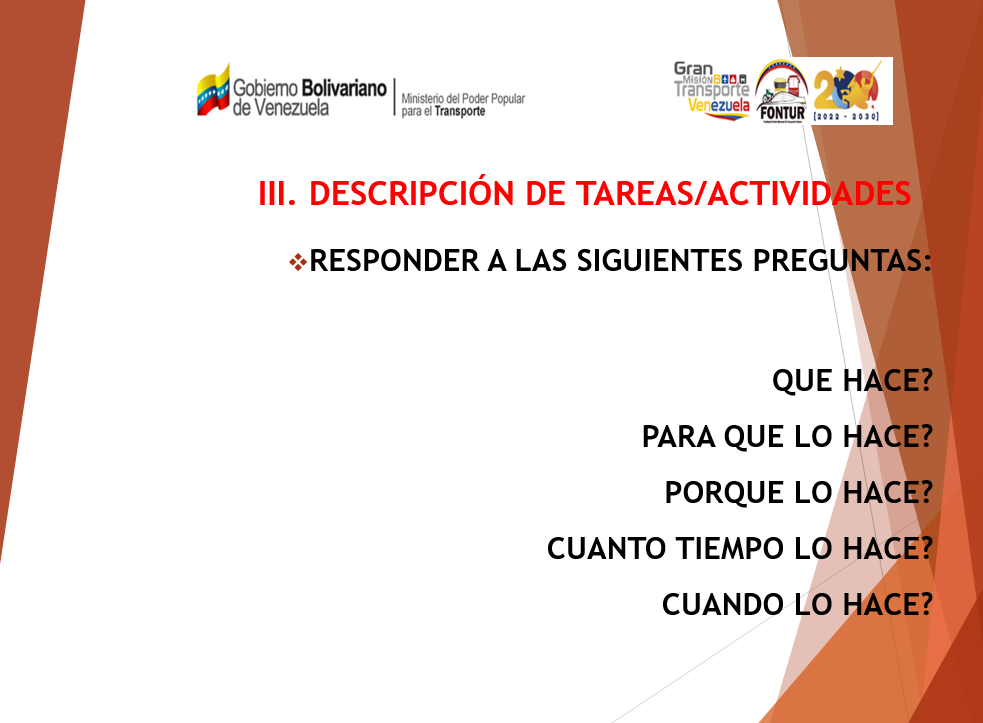 Gobierno Bolivariano
de Venezuela
Ministerio del Poder Popular
para el Transporte
Gran
Misión
Transporte
Venezuela
FONTUR
200
[2022 - 2030]
III. DESCRIPCIÓN DE TAREAS/ACTIVIDADES
❖RESPONDER A LAS SIGUIENTES PREGUNTAS:
QUE HACE?
PARA QUE LO HACE?
PORQUE LO HACE?
CUANTO TIEMPO LO HACE?
CUANDO LO HACE?